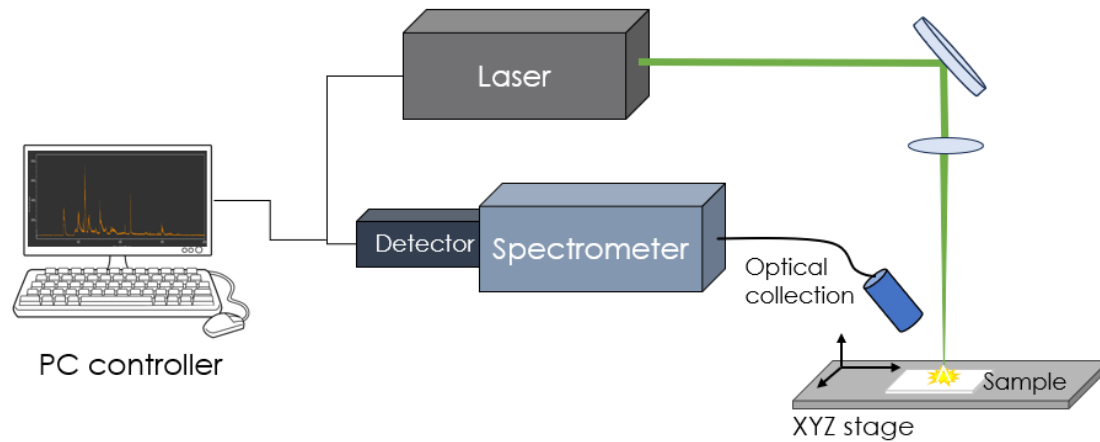 Laser
Detector
Spectrometer
Optical
collection
PC controller
Sample
XYZ stage